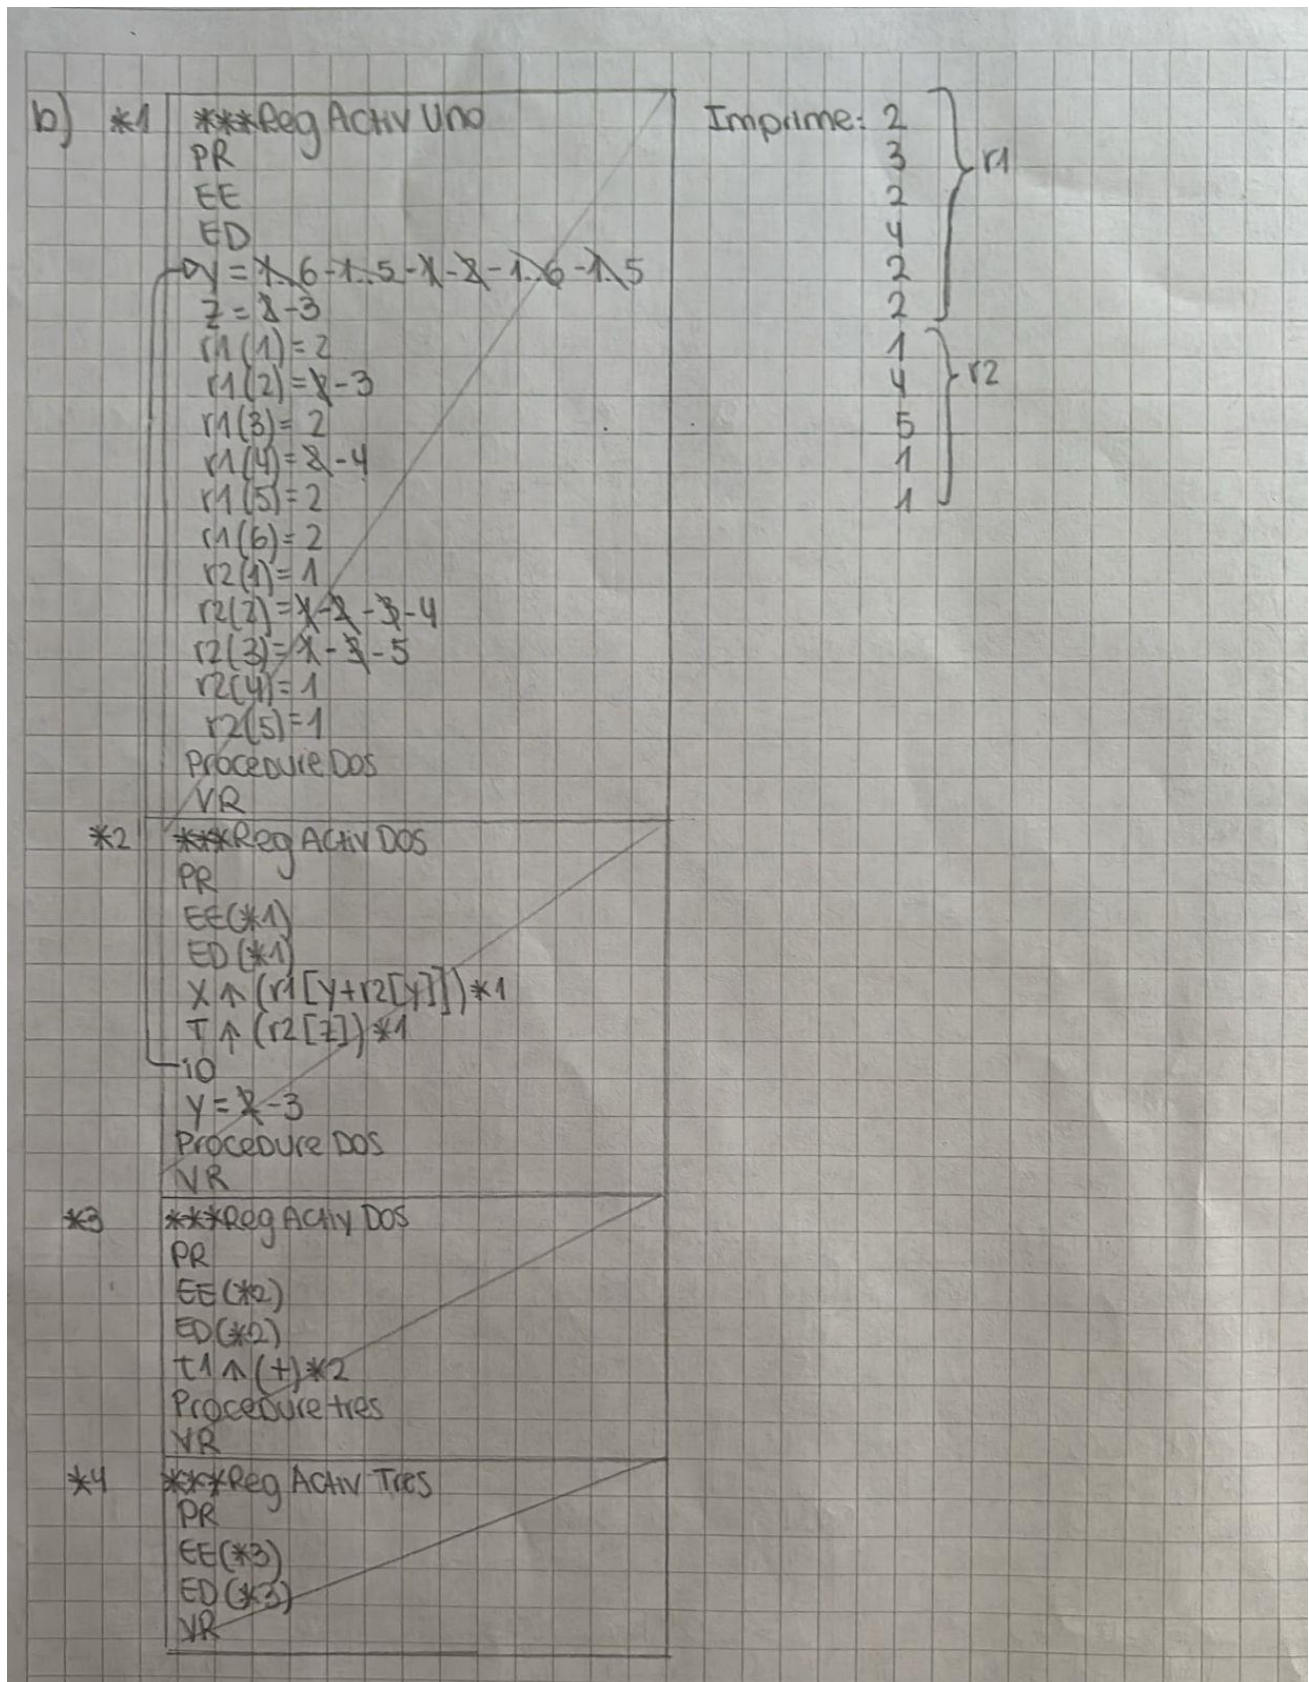 b) *1 ***Reg Activ Uno
PR
EE
ED
y = 1..6 - 1..5 - 1 - 2 - 1..6 - 1..5
z = 2 - 3
r1(1) = 2
r1(2) = 2 - 3
r1(3) = 2
r1(4) = 2 - 4
r1(5) = 2
r1(6) = 2
r2(1) = 1
r2(2) = 1 - 2 - 3 - 4
r2(3) = 1 - 3 - 5
r2(4) = 1
r2(5) = 1
Procedure Dos
VR
*2 ***Reg Activ DOS
PR
EE(*1)
ED(*1)
X ↑ (r1[y+r2[y]])*1
T ↑ (r2[z])*1
io
y = 2 - 3
Procedure DOS
VR
*3 ***Reg Activ DOS
PR
EE(*2)
ED(*2)
T1 ↑ (t)*2
Procedure tres
VR
*4 ***Reg Activ Tres
PR
EE(*3)
ED(*3)
VR
Imprime: 2
3
2
4
2
2
r1
1
4
5
1
1
r2